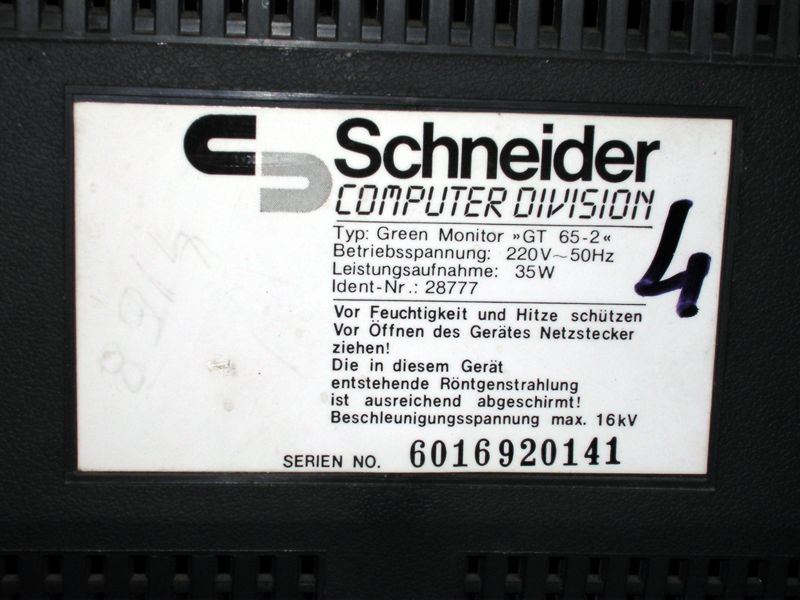 Schneider
COMPUTER DIVISION
Typ: Green Monitor »GT 65-2«
Betriebsspannung: 220V~50Hz
Leistungsaufnahme: 35W
Ident-Nr.: 28777
4
Vor Feuchtigkeit und Hitze schützen
Vor Öffnen des Gerätes Netzstecker
ziehen!
Die in diesem Gerät
entstehende Röntgenstrahlung
ist ausreichend abgeschirmt!
Beschleunigungsspannung max. 16kV
SERIEN NO. 6016920141